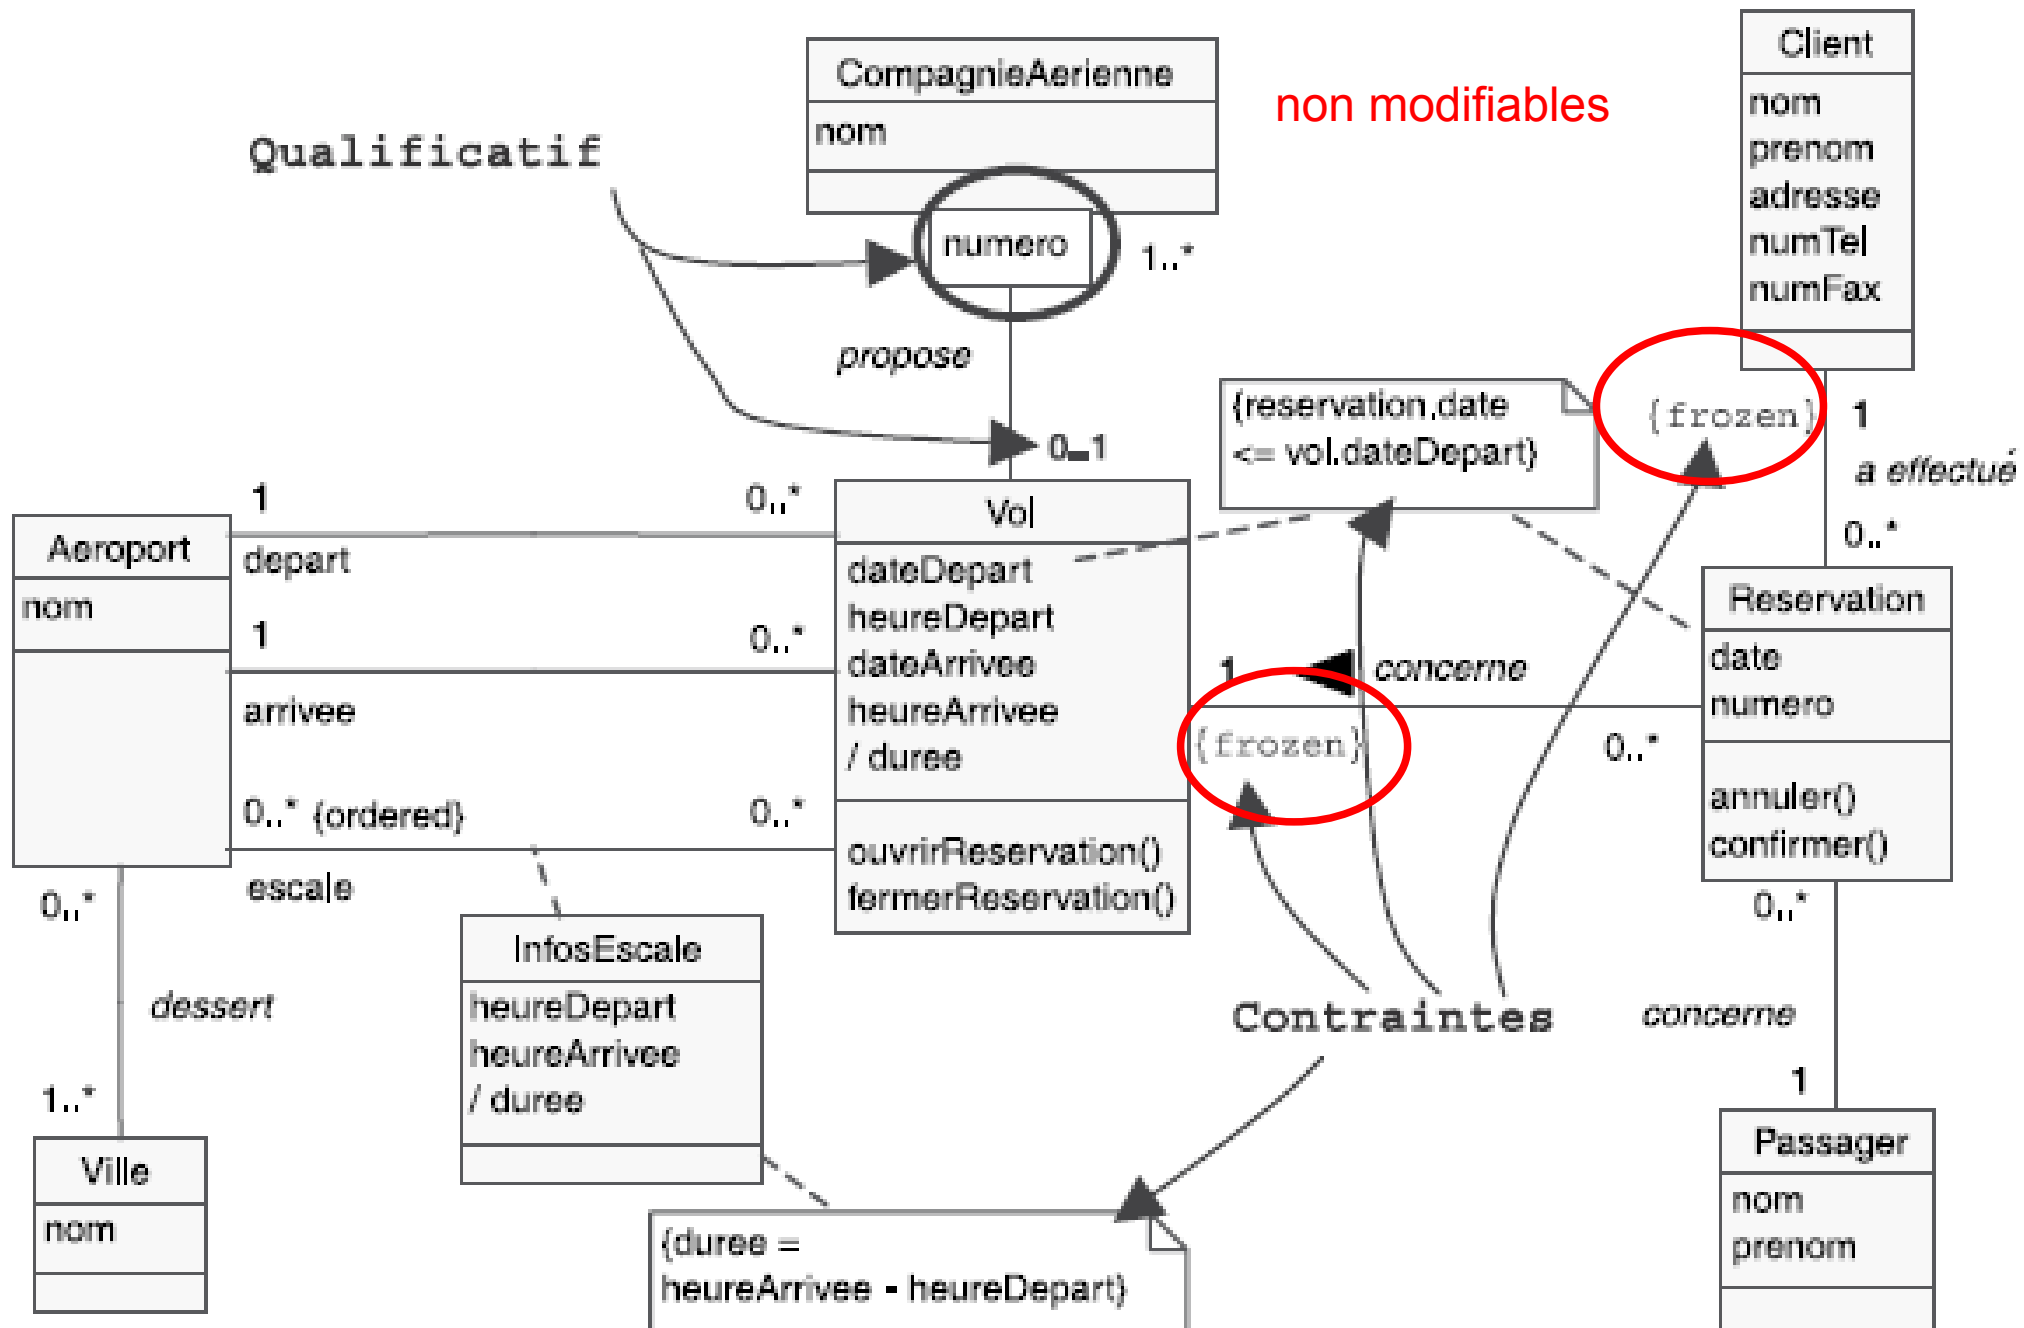 CompagnieAerienne
nom
numero
1..*
propose
0..1
non modifiables
Qualificatif
Client
nom
prenom
adresse
numTel
numFax
{frozen}
1
a effectué
0..*
{reservation.date
<= vol.dateDepart}
Aeroport
nom
1
depart
0..*
1
arrivee
0..*
0..* {ordered}
escale
0..*
Vol
dateDepart
heureDepart
dateArrivee
heureArrivee
/ duree
ouvrirReservation()
fermerReservation()
1
concerne
{frozen}
0..*
Reservation
date
numero
annuler()
confirmer()
0..*
concerne
1
Passager
nom
prenom
0..*
dessert
1..*
Ville
nom
InfosEscale
heureDepart
heureArrivee
/ duree
Contraintes
{duree =
heureArrivee - heureDepart}